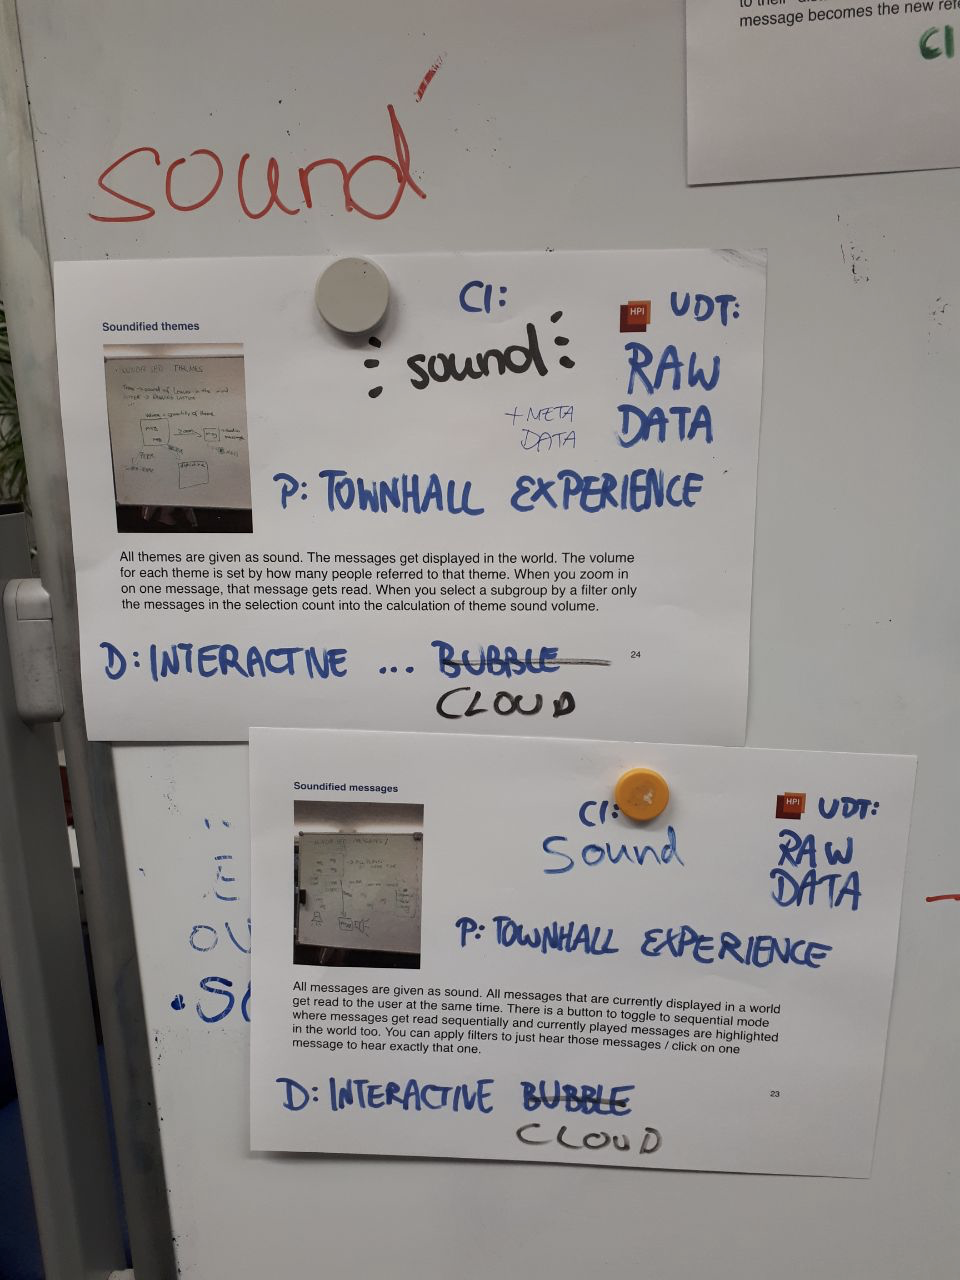 message becomes the new
CI
sound
CI:
HPI
UDT:
Soundified themes
sound
RAW
+ META
DATA
DATA
P: TOWNHALL EXPERIENCE
All themes are given as sound. The messages get displayed in the world. The volume
for each theme is set by how many people referred to that theme. When you zoom in
on one message, that message gets read. When you select a subgroup by a filter only
the messages in the selection count into the calculation of theme sound volume.
D: INTERACTIVE ... BUBBLE
24
CLOUD
Soundified messages
CI:
HPI
UDT:
Sound
RAW
DATA
P: TOWNHALL EXPERIENCE
All messages are given as sound. All messages that are currently displayed in a world
get read to the user at the same time. There is a button to toggle to sequential mode
where messages get read sequentially and currently played messages are highlighted
in the world too. You can apply filters to just hear those messages / click on one
message to hear exactly that one.
D: INTERACTIVE BUBBLE
23
CLOUD